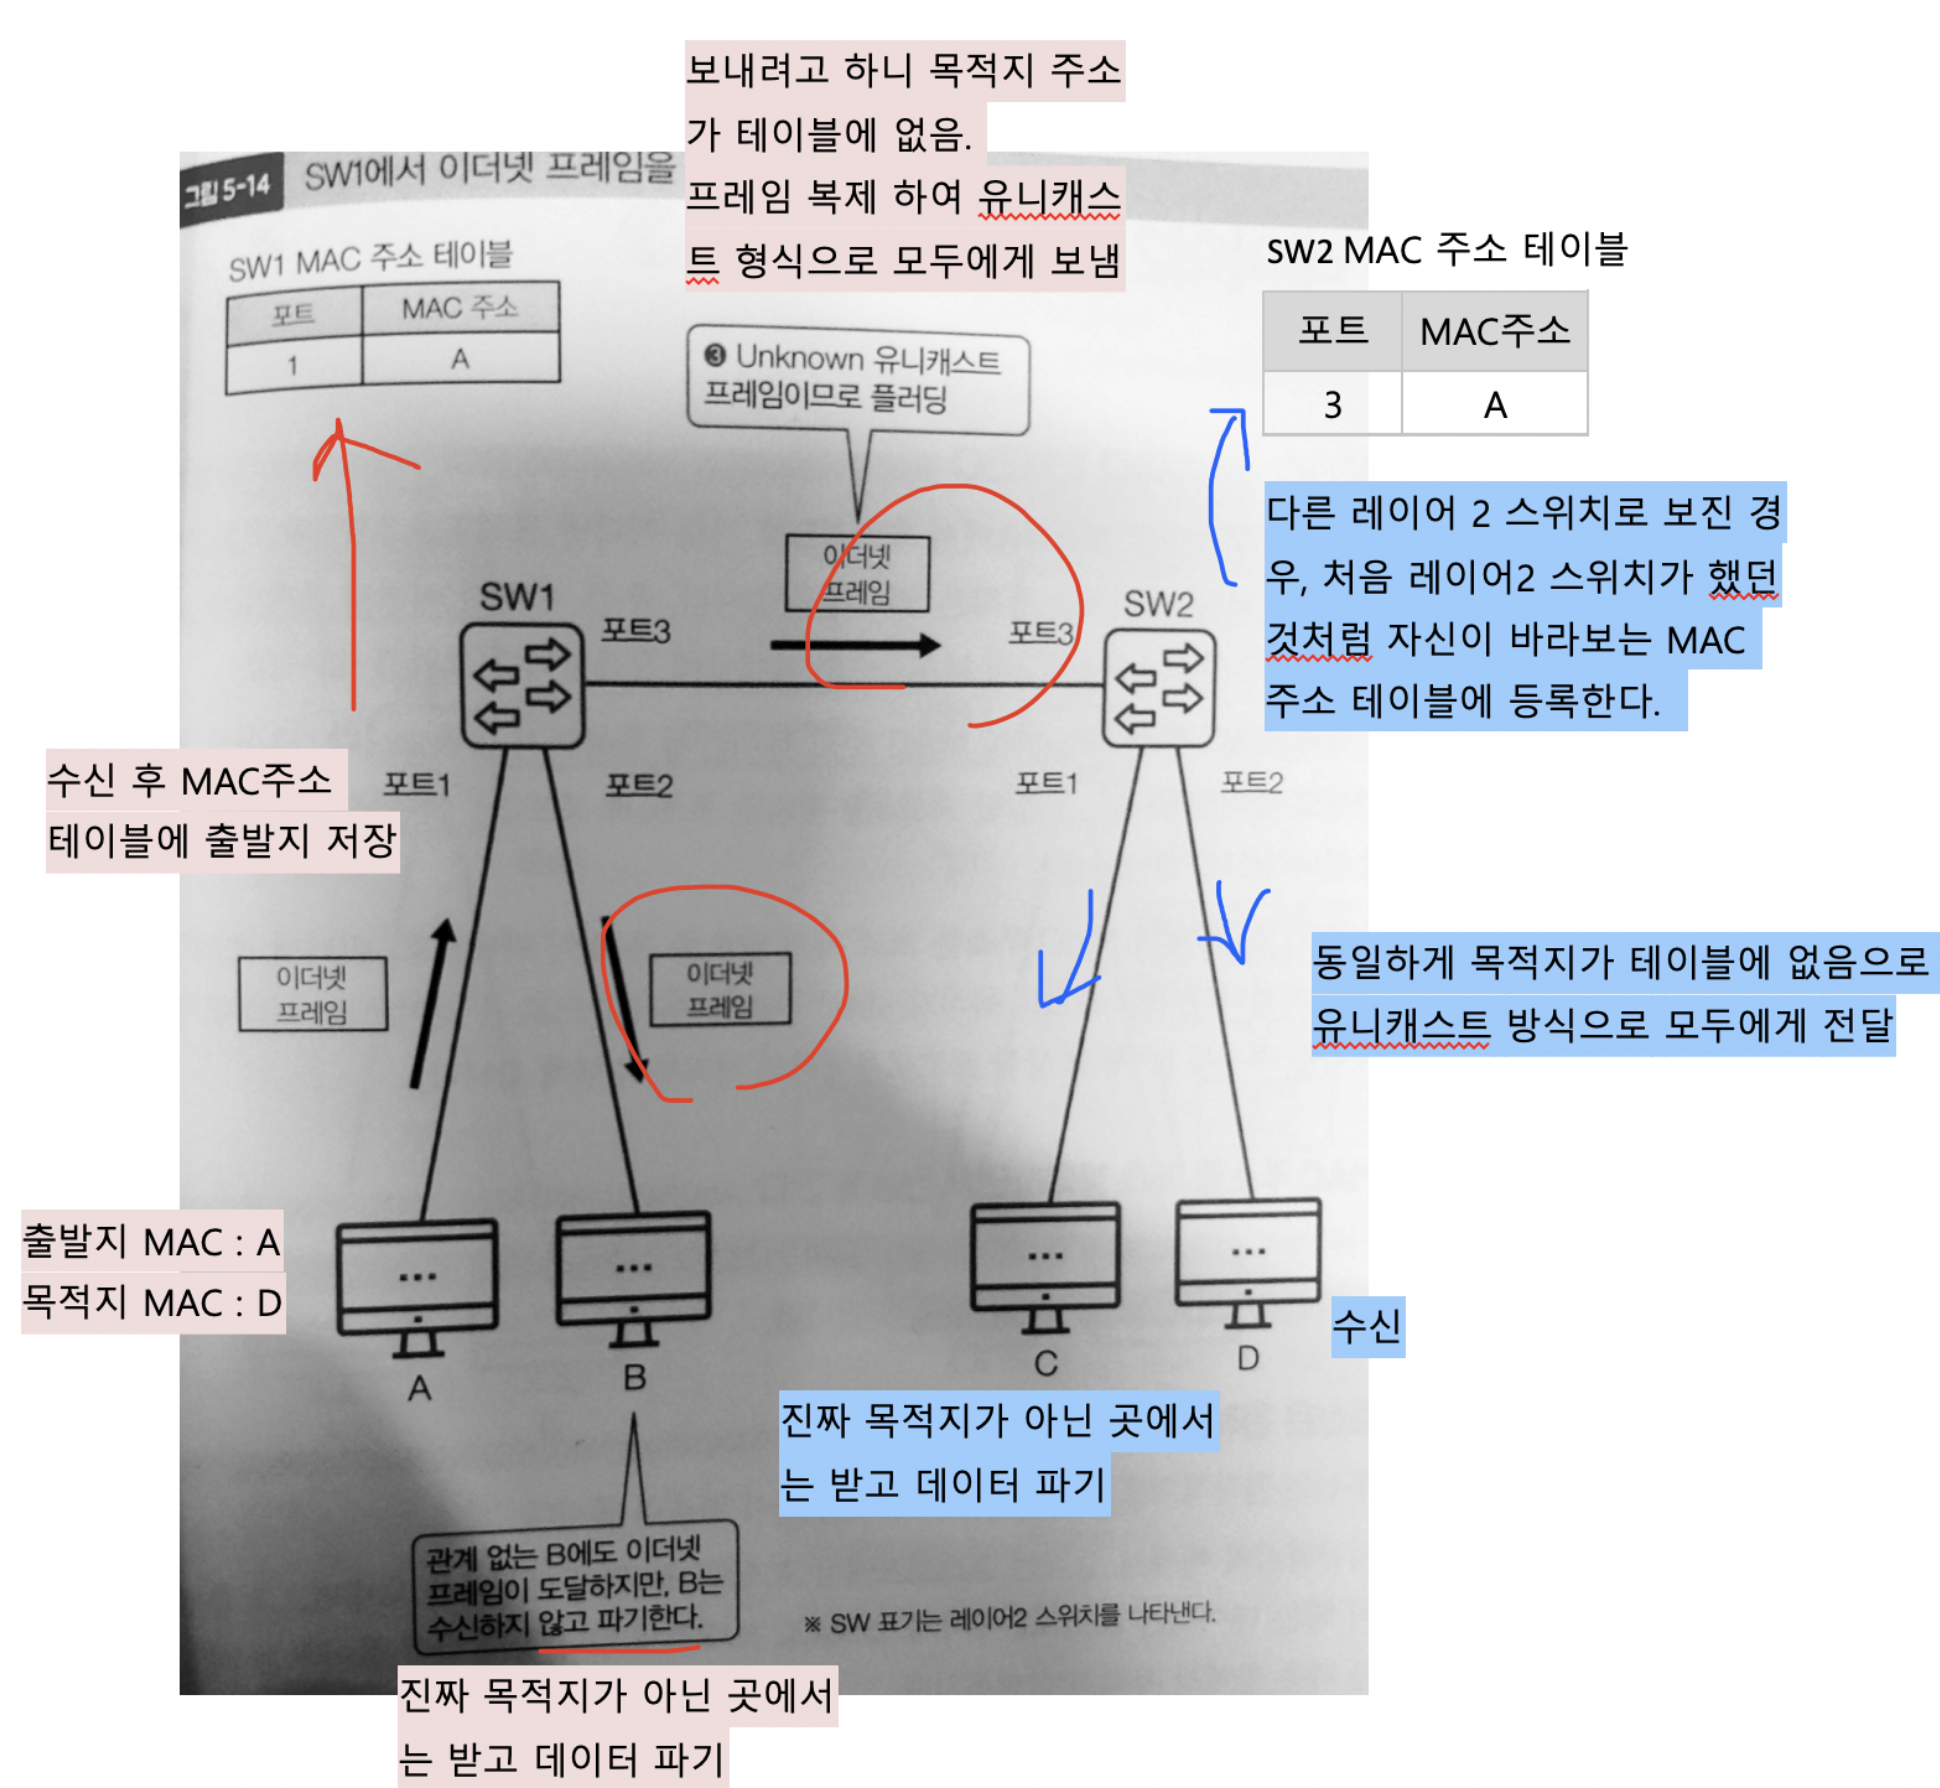 보내려고 하니 목적지 주소
가 테이블에 없음.
프레임 복제 하여 유니캐스
트 형식으로 모두에게 보냄
그림 5-14
SW1에서 이더넷 프레임을
SW1 MAC 주소 테이블
포트 MAC 주소
1 A
SW2 MAC 주소 테이블
포트 MAC주소
3 A
❸ Unknown 유니캐스트
프레임이므로 플러딩
다른 레이어 2 스위치로 보진 경
우, 처음 레이어2 스위치가 했던
것처럼 자신이 바라보는 MAC
주소 테이블에 등록한다.
이더넷
프레임
SW1
포트3
포트3
SW2
수신 후 MAC주소
테이블에 출발지 저장
포트1
포트2
포트1
포트2
이더넷
프레임
이더넷
프레임
동일하게 목적지가 테이블에 없음으로
유니캐스트 방식으로 모두에게 전달
출발지 MAC : A
목적지 MAC : D
A
B
C
D
수신
진짜 목적지가 아닌 곳에서
는 받고 데이터 파기
관계 없는 B에도 이더넷
프레임이 도달하지만, B는
수신하지 않고 파기한다.
※ SW 표기는 레이어2 스위치를 나타낸다.
진짜 목적지가 아닌 곳에서
는 받고 데이터 파기